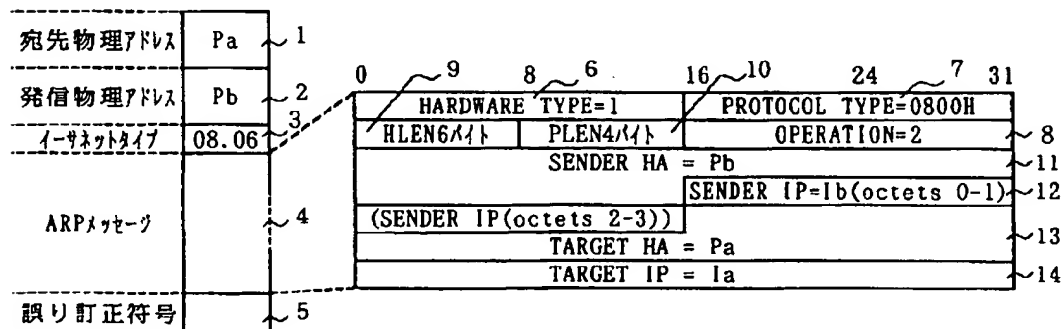 宛先物理アドレス Pa 1
発信物理アドレス Pb 2
イーサネットタイプ 08.06 3
ARPメッセージ 4
誤り訂正符号 5
9 6 10 7
0 8 16 24 31
HARDWARE TYPE=1 PROTOCOL TYPE=0800H
HLEN6バイト PLEN4バイト OPERATION=2 8
SENDER HA = Pb 11
SENDER IP=Ib(octets 0-1) 12
(SENDER IP(octets 2-3))
TARGET HA = Pa 13
TARGET IP = Ia 14